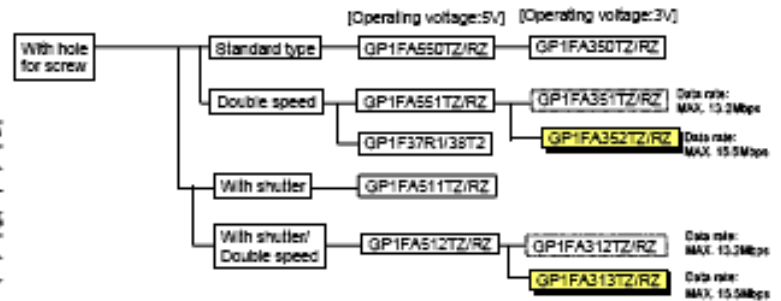 [Operating voltage:5V] [Operating voltage:3V]
With hole
for screw
Standard type GP1FA550TZ/RZ GP1FA350TZ/RZ
Double speed GP1FA551TZ/RZ GP1FA351TZ/RZ
Data rate:
MAX. 13.2Mbps
GP1F37R1/38T2 GP1FA352TZ/RZ
Data rate:
MAX. 15.5Mbps
With shutter GP1FA511TZ/RZ
With shutter/
Double speed
GP1FA512TZ/RZ GP1FA312TZ/RZ
Data rate:
MAX. 13.2Mbps
GP1FA313TZ/RZ
Data rate:
MAX. 15.5Mbps